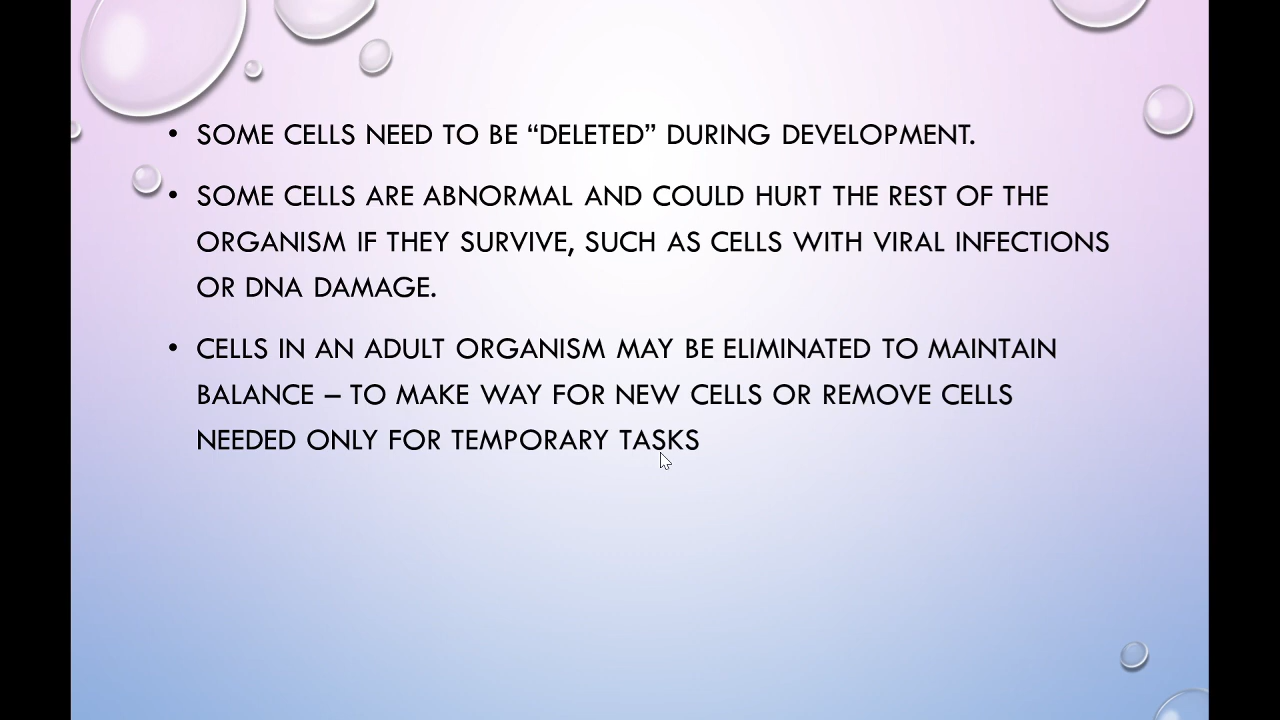 • SOME CELLS NEED TO BE “DELETED” DURING DEVELOPMENT.
• SOME CELLS ARE ABNORMAL AND COULD HURT THE REST OF THE
ORGANISM IF THEY SURVIVE, SUCH AS CELLS WITH VIRAL INFECTIONS
OR DNA DAMAGE.
• CELLS IN AN ADULT ORGANISM MAY BE ELIMINATED TO MAINTAIN
BALANCE – TO MAKE WAY FOR NEW CELLS OR REMOVE CELLS
NEEDED ONLY FOR TEMPORARY TASKS